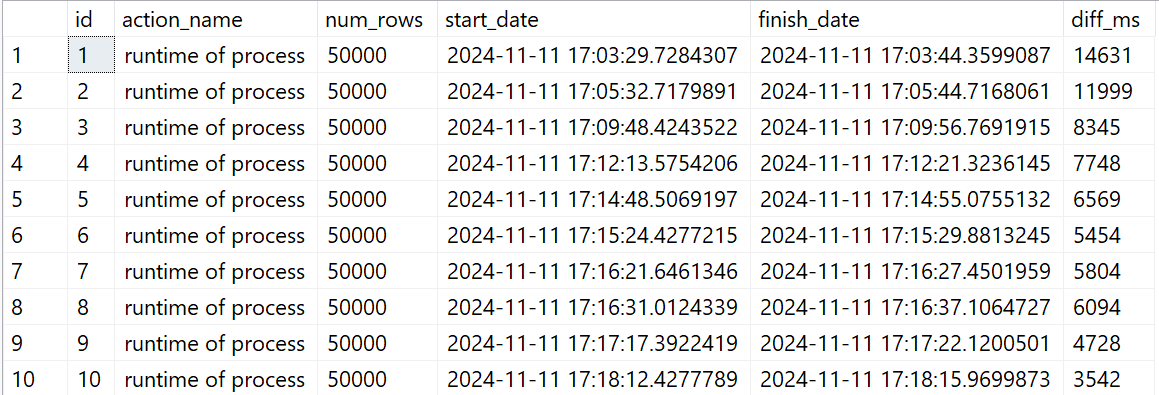 id action_name num_rows start_date finish_date diff_ms
1 1 runtime of process 50000 2024-11-11 17:03:29.7284307 2024-11-11 17:03:44.3599087 14631
2 2 runtime of process 50000 2024-11-11 17:05:32.7179891 2024-11-11 17:05:44.7168061 11999
3 3 runtime of process 50000 2024-11-11 17:09:48.4243522 2024-11-11 17:09:56.7691915 8345
4 4 runtime of process 50000 2024-11-11 17:12:13.5754206 2024-11-11 17:12:21.3236145 7748
5 5 runtime of process 50000 2024-11-11 17:14:48.5069197 2024-11-11 17:14:55.0755132 6569
6 6 runtime of process 50000 2024-11-11 17:15:24.4277215 2024-11-11 17:15:29.8813245 5454
7 7 runtime of process 50000 2024-11-11 17:16:21.6461346 2024-11-11 17:16:27.4501959 5804
8 8 runtime of process 50000 2024-11-11 17:16:31.0124339 2024-11-11 17:16:37.1064727 6094
9 9 runtime of process 50000 2024-11-11 17:17:17.3922419 2024-11-11 17:17:22.1200501 4728
10 10 runtime of process 50000 2024-11-11 17:18:12.4277789 2024-11-11 17:18:15.9699873 3542